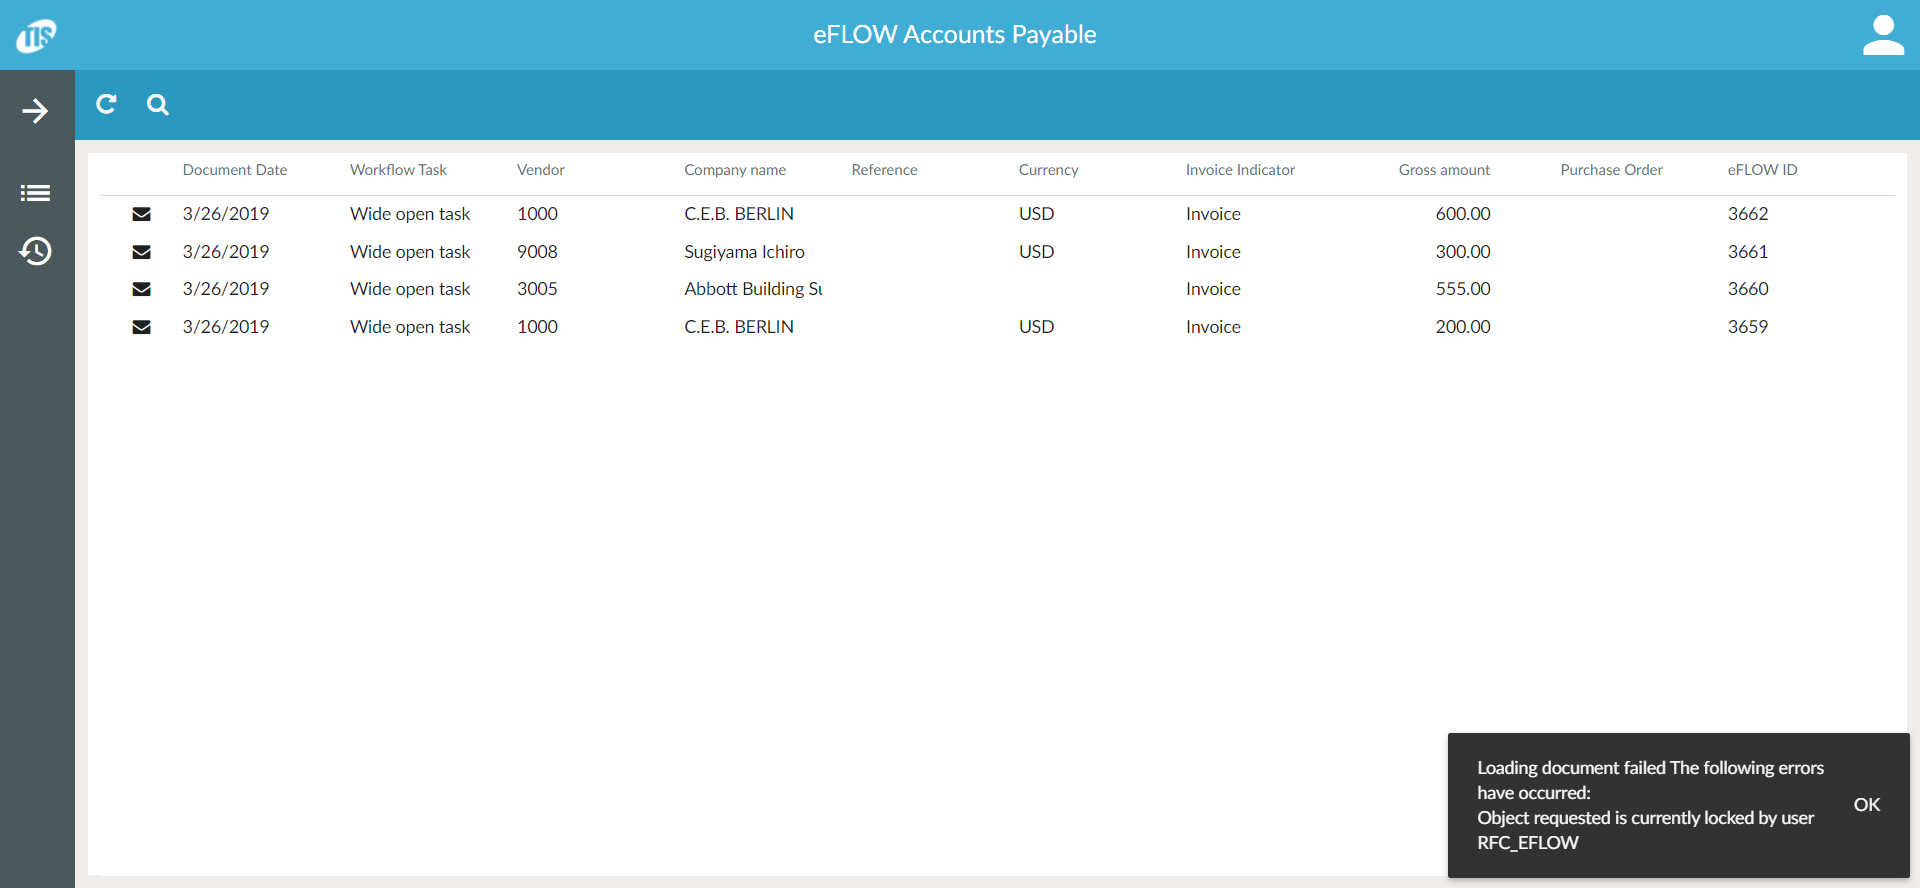 TIS
eFLOW Accounts Payable
Document Date Workflow Task Vendor Company name Reference Currency Invoice Indicator Gross amount Purchase Order eFLOW ID
3/26/2019 Wide open task 1000 C.E.B. BERLIN USD Invoice 600.00 3662
3/26/2019 Wide open task 9008 Sugiyama Ichiro USD Invoice 300.00 3661
3/26/2019 Wide open task 3005 Abbott Building Su Invoice 555.00 3660
3/26/2019 Wide open task 1000 C.E.B. BERLIN USD Invoice 200.00 3659
Loading document failed The following errors
have occurred:
OK
Object requested is currently locked by user
RFC_EFLOW